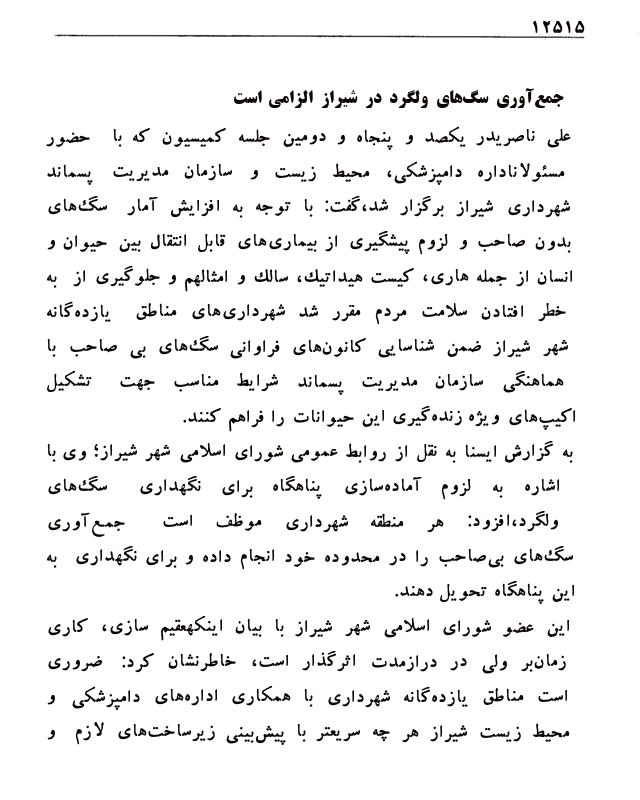 ۱۲۵۱۵
جمع‌آوری سگ‌های ولگرد در شیراز الزامی است
علی ناصریدر یکصد و پنجاه و دومین جلسه کمیسیون که با حضور
مسئولاناداره دامپزشکی، محیط زیست و سازمان مدیریت پسماند
شهرداری شیراز برگزار شد،گفت: با توجه به افزایش آمار سگ‌های
بدون صاحب و لزوم پیشگیری از بیماری‌های قابل انتقال بین حیوان و
انسان از جمله هاری، کیست هیداتیك، سالك و امثالهم و جلوگیری از به
خطر افتادن سلامت مردم مقرر شد شهرداری‌های مناطق یازده‌گانه
شهر شیراز ضمن شناسایی کانون‌های فراوانی سگ‌های بی صاحب با
هماهنگی سازمان مدیریت پسماند شرایط مناسب جهت تشکیل
اکیپ‌های ویژه زنده‌گیری این حیوانات را فراهم کنند.
به گزارش ایسنا به نقل از روابط عمومی شورای اسلامی شهر شیراز؛ وی با
اشاره به لزوم آماده‌سازی پناهگاه برای نگهداری سگ‌های
ولگرد،افزود: هر منطقه شهرداری موظف است جمع‌آوری
سگ‌های بی‌صاحب را در محدوده خود انجام داده و برای نگهداری به
این پناهگاه تحویل دهند.
این عضو شورای اسلامی شهر شیراز با بیان اینکهعقیم سازی، کاری
زمان‌بر ولی در درازمدت اثرگذار است، خاطرنشان کرد: ضروری
است مناطق یازده‌گانه شهرداری با همکاری اداره‌های دامپزشکی و
محیط زیست شیراز هر چه سریعتر با پیش‌بینی زیرساخت‌های لازم و